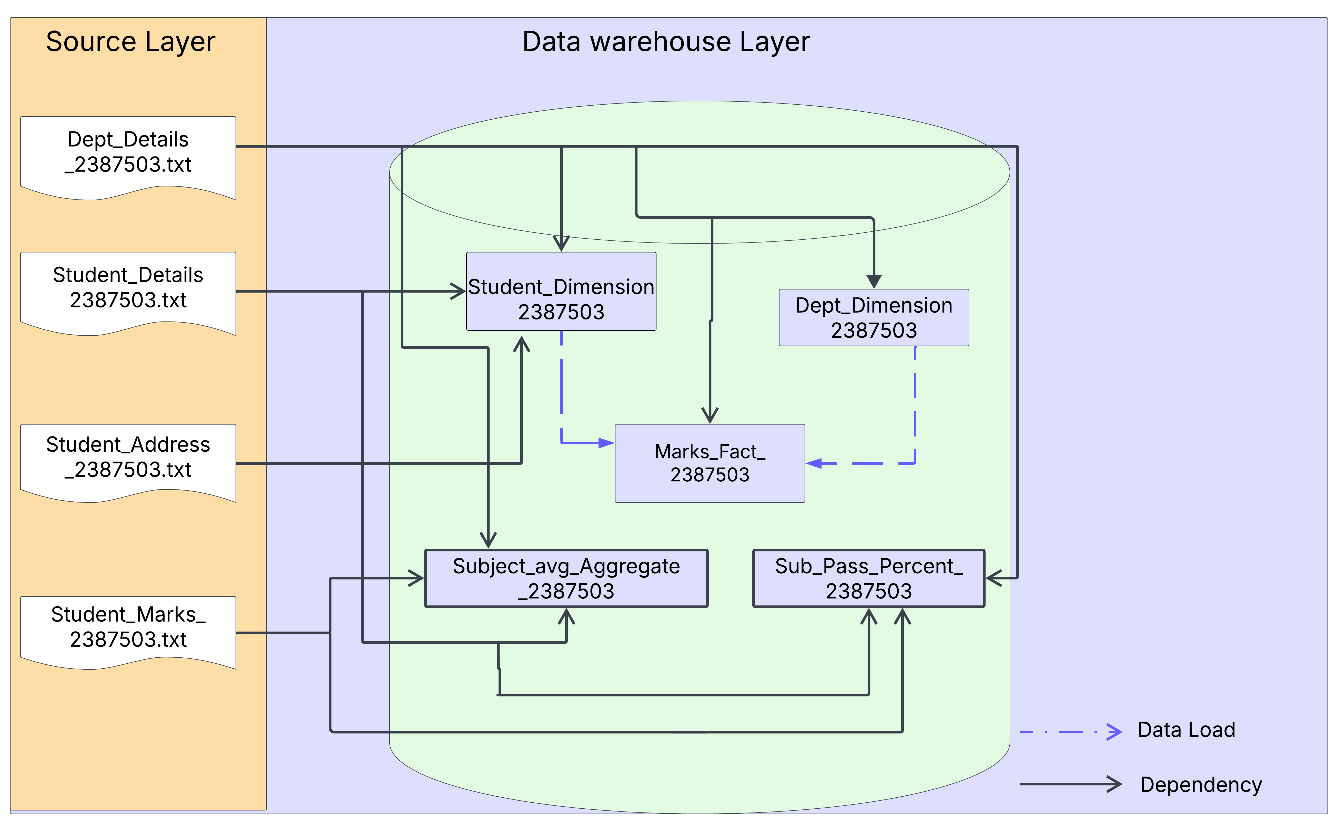 Source Layer
Data warehouse Layer
Dept_Details
_2387503.txt
Student_Details
2387503.txt
Student_Dimension
2387503
Dept_Dimension
2387503
Student_Address
_2387503.txt
Marks_Fact_
2387503
Subject_avg_Aggregate
_2387503
Sub_Pass_Percent_
2387503
Student_Marks_
2387503.txt
Data Load
Dependency